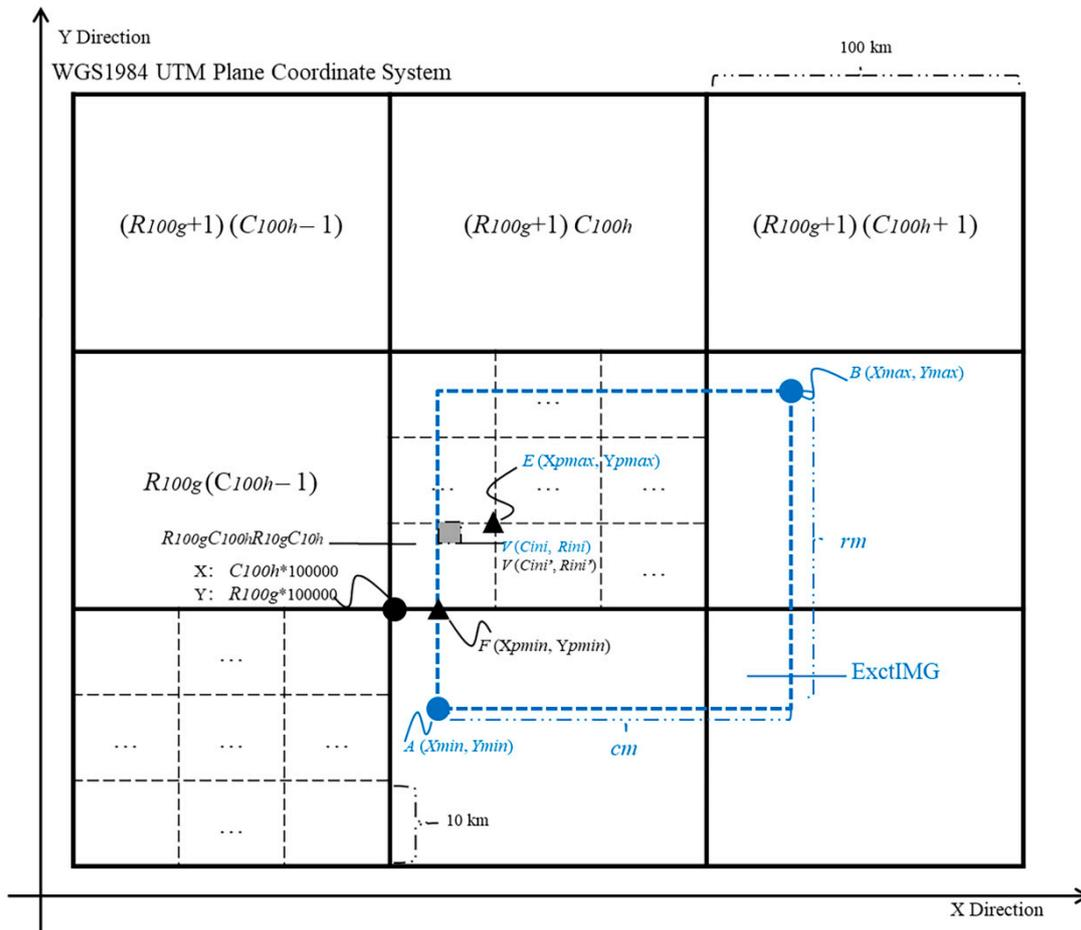 Y Direction
WGS1984 UTM Plane Coordinate System
100 km
(R100g+1) (C100h− 1)
(R100g+1) C100h
(R100g+1) (C100h+ 1)
B (Xmax, Ymax)
...
E (Xpmax, Ypmax)
R100g (C100h− 1)
... ... ...
R100gC100hR10gC10h
V (Cini, Rini)
rm
V (Cini’, Rini’)
X: C100h*100000
...
Y: R100g*100000
F (Xpmin, Ypmin)
...
ExctIMG
... ... ...
A (Xmin, Ymin)
cm
10 km
...
X Direction